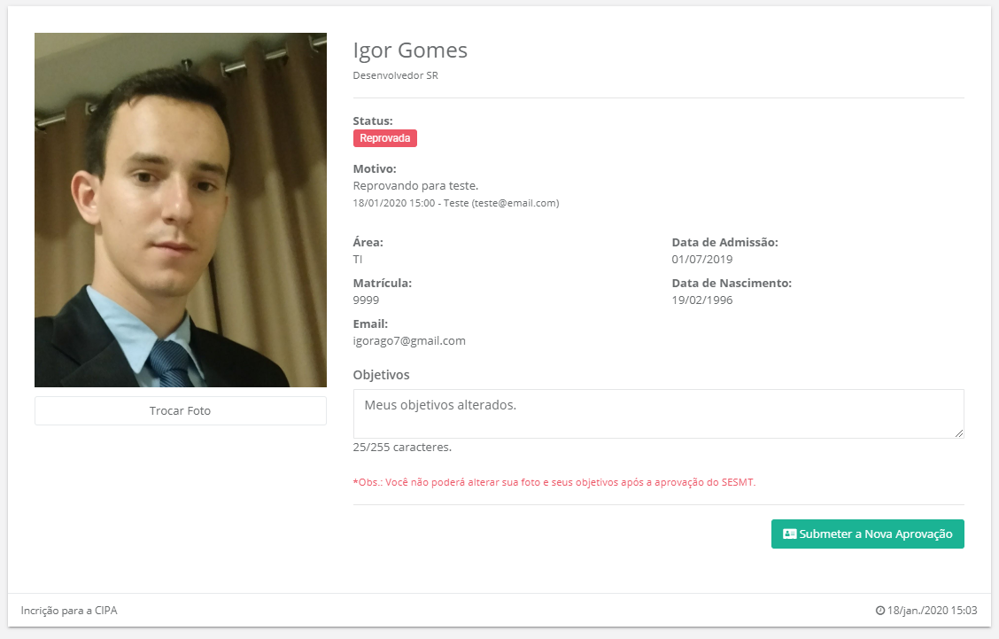 Igor Gomes
Desenvolvedor SR
Status:
Reprovada
Motivo:
Reprovando para teste.
18/01/2020 15:00 - Teste (teste@email.com)
Área:
TI
Data de Admissão:
01/07/2019
Matrícula:
9999
Data de Nascimento:
19/02/1996
Email:
igorago7@gmail.com
Objetivos
Meus objetivos alterados.
25/255 caracteres.
*Obs.: Você não poderá alterar sua foto e seus objetivos após a aprovação do SESMT.
Trocar Foto
Submeter a Nova Aprovação
Incrição para a CIPA
18/jan./2020 15:03